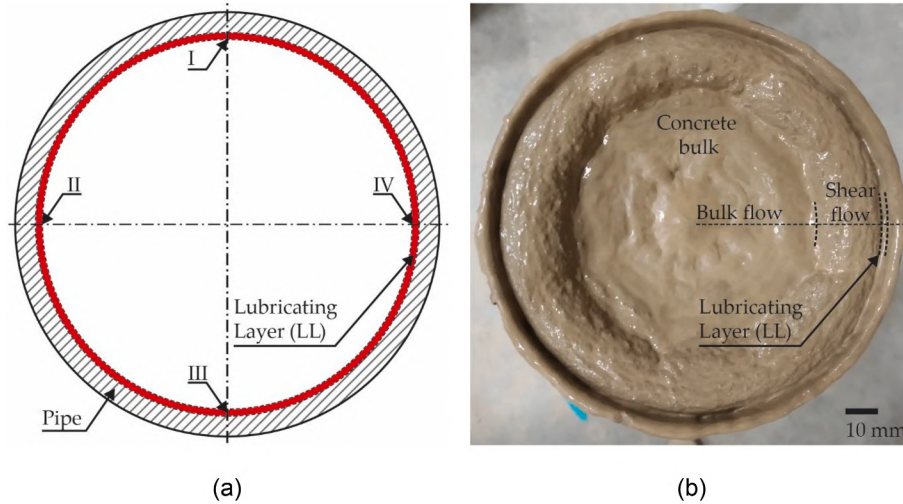 I
II
IV
Lubricating
Layer (LL)
III
Pipe
(a)
Concrete
bulk
Bulk flow
Shear
flow
Lubricating
Layer (LL)
10 mm
(b)